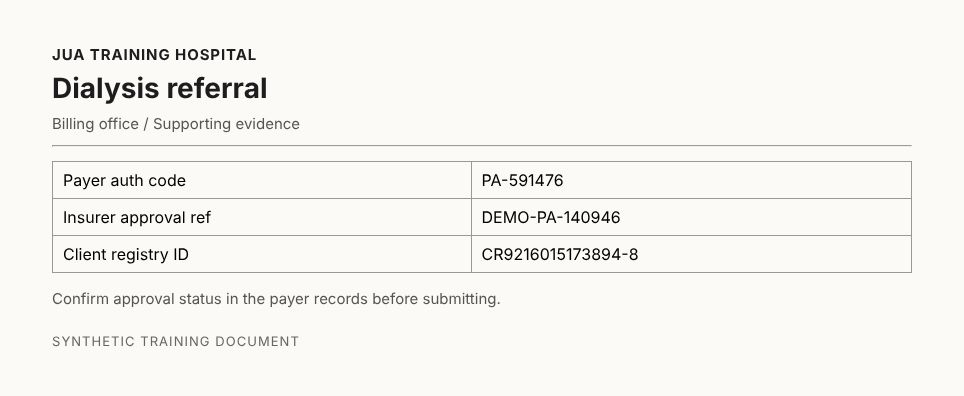 JUA TRAINING HOSPITAL
Dialysis referral
Billing office / Supporting evidence
Payer auth code PA-591476
Insurer approval ref DEMO-PA-140946
Client registry ID CR9216015173894-8
Confirm approval status in the payer records before submitting.
SYNTHETIC TRAINING DOCUMENT